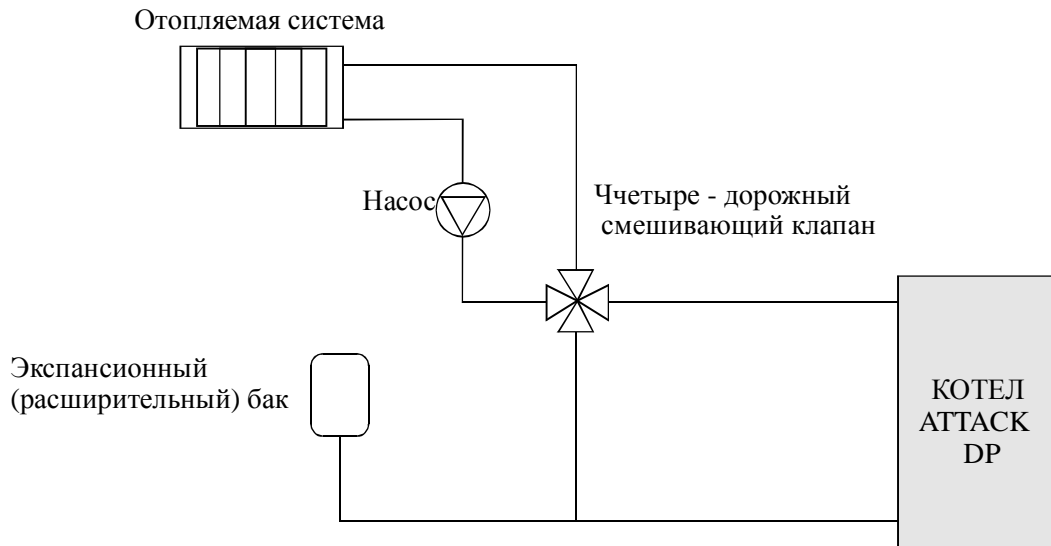 Отопляемая система
Насос
Ччетыре - дорожный
смешивающий клапан
Экспансионный
(расширительный) бак
КОТЕЛ
ATTACK
DP